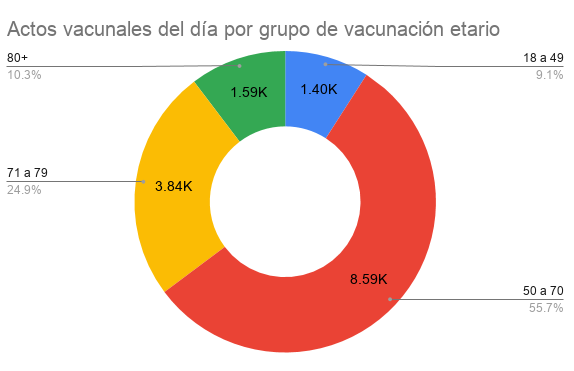 Actos vacunales del día por grupo de vacunación etario
80+
10.3%
18 a 49
9.1%
1.59K
1.40K
71 a 79
24.9%
3.84K
8.59K
50 a 70
55.7%